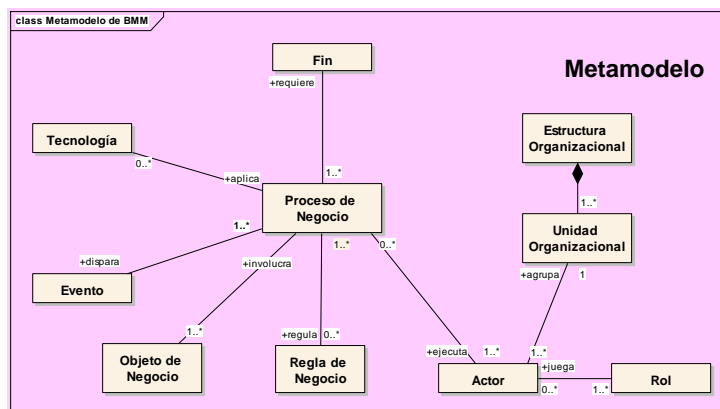 class Metamodelo de BMM
Metamodelo
Fin
+requiere
1..*
Tecnología
0..*
+aplica
Estructura
Organizacional
1..*
Proceso de
Negocio
Unidad
Organizacional
1..*
+dispara
+involucra
1..*
0..*
+agrupa
1
Evento
1..*
+regula
0..*
+ejecuta
1..*
1..*
Objeto de
Negocio
Regla de
Negocio
Actor
+juega
0..*
1..*
Rol